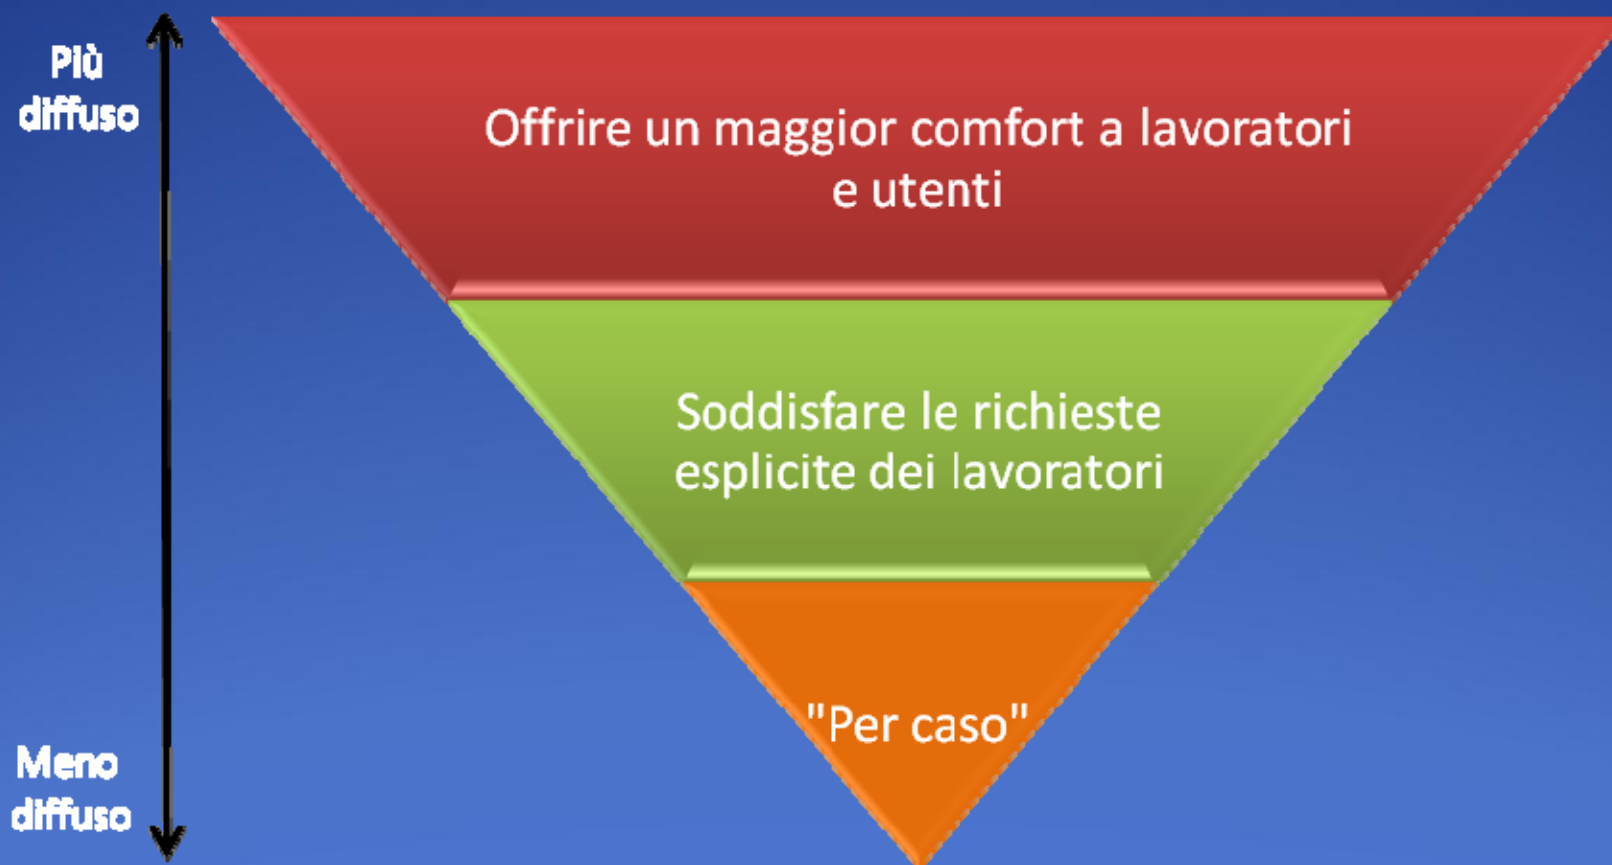 Più
diffuso
Offrire un maggior comfort a lavoratori
e utenti
Soddisfare le richieste
esplicite dei lavoratori
"Per caso"
Meno
diffuso